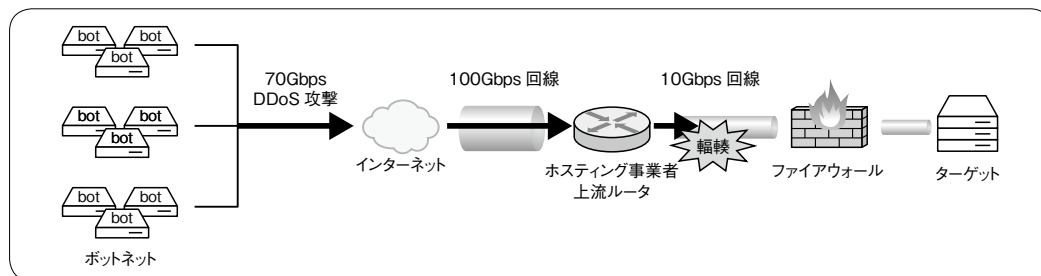 bot
bot
bot
bot
bot
bot
bot
bot
bot
ボットネット
70Gbps
DDoS 攻撃
インターネット
100Gbps 回線
ホスティング事業者
上流ルータ
10Gbps 回線
輻輳
ファイアウォール
ターゲット